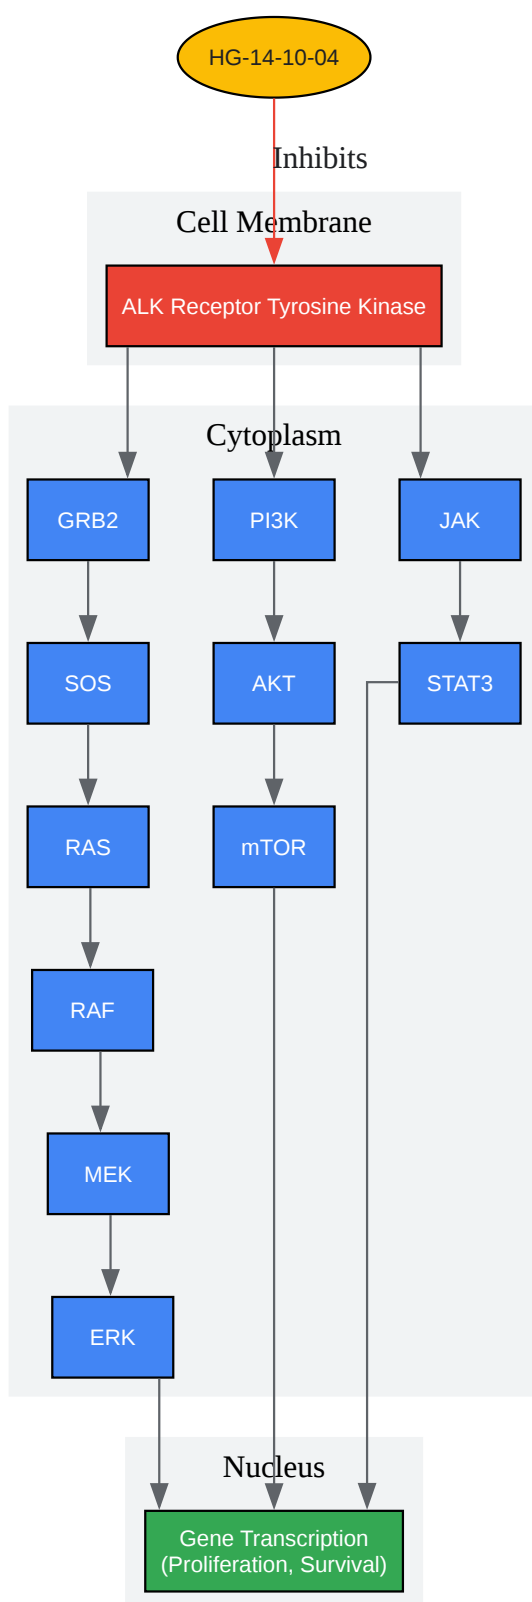 HG-14-10-04
Inhibits
Cell Membrane
ALK Receptor Tyrosine Kinase
Cytoplasm
GRB2
PI3K
JAK
SOS
AKT
STAT3
RAS
mTOR
RAF
MEK
ERK
Nucleus
Gene Transcription
(Proliferation, Survival)